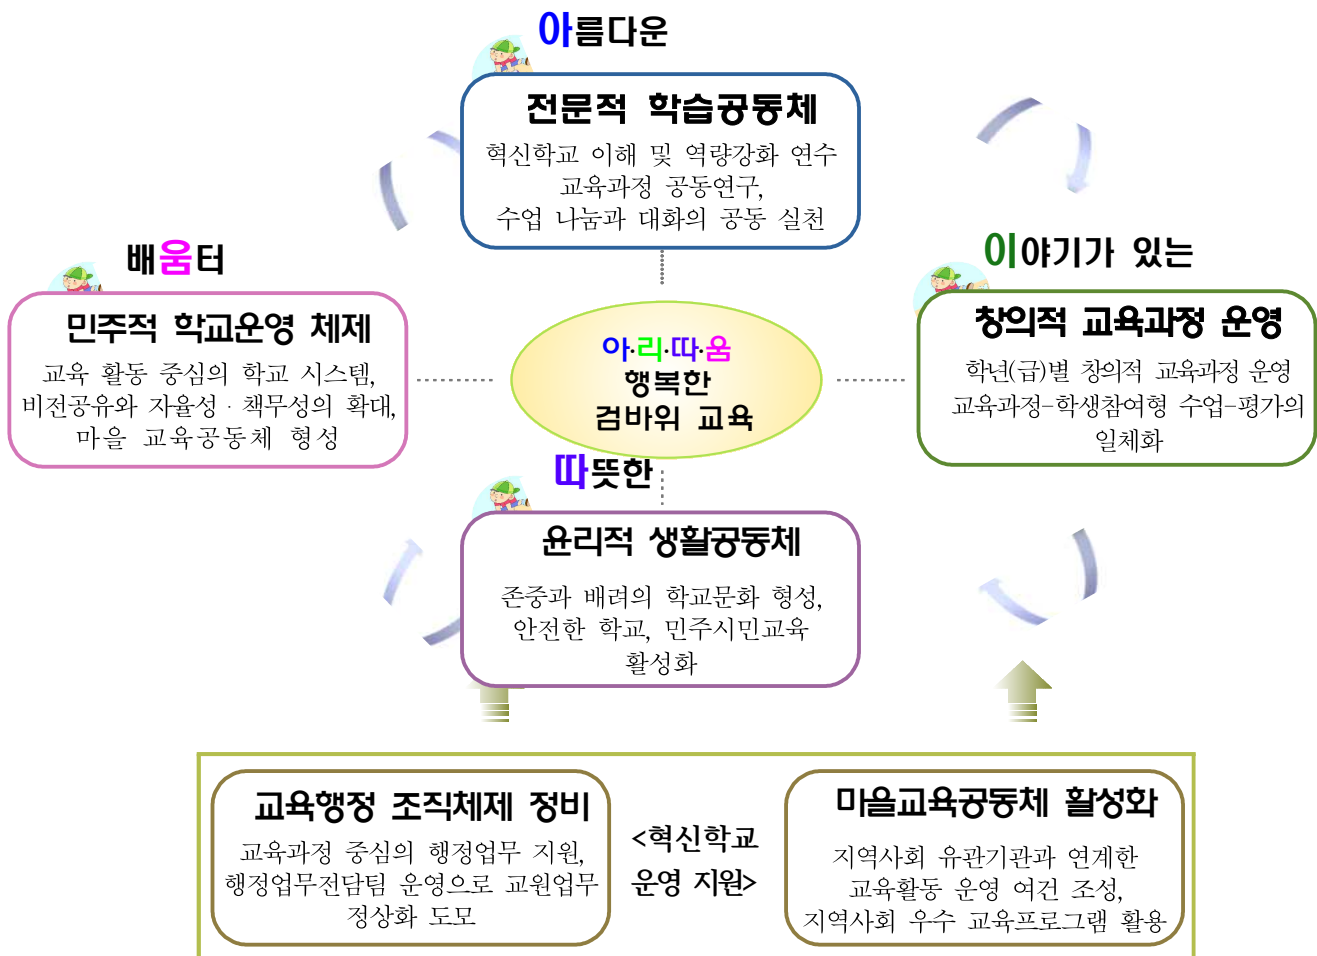 아름다운
전문적 학습공동체
혁신학교 이해 및 역량강화 연수
교육과정 공동연구,
수업 나눔과 대화의 공동 실천
배움터
민주적 학교운영 체제
교육 활동 중심의 학교 시스템,
비전공유와 자율성 · 책무성의 확대,
마을 교육공동체 형성
아·리·따·움
행복한
검바위 교육
이야기가 있는
창의적 교육과정 운영
학년(급)별 창의적 교육과정 운영
교육과정-학생참여형 수업-평가의
일체화
따뜻한
윤리적 생활공동체
존중과 배려의 학교문화 형성,
안전한 학교, 민주시민교육
활성화
교육행정 조직체제 정비
교육과정 중심의 행정업무 지원,
행정업무전담팀 운영으로 교원업무
정상화 도모
<혁신학교
운영 지원>
마을교육공동체 활성화
지역사회 유관기관과 연계한
교육활동 운영 여건 조성,
지역사회 우수 교육프로그램 활용